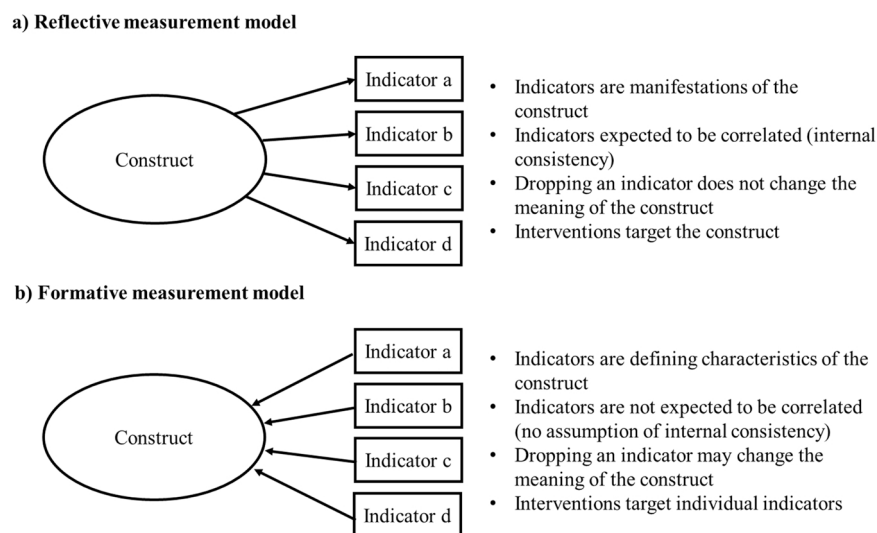 a) Reflective measurement model
Construct
Indicator a
Indicator b
Indicator c
Indicator d
• Indicators are manifestations of the
construct
• Indicators expected to be correlated (internal
consistency)
• Dropping an indicator does not change the
meaning of the construct
• Interventions target the construct
b) Formative measurement model
Construct
Indicator a
Indicator b
Indicator c
Indicator d
• Indicators are defining characteristics of the
construct
• Indicators are not expected to be correlated
(no assumption of internal consistency)
• Dropping an indicator may change the
meaning of the construct
• Interventions target individual indicators